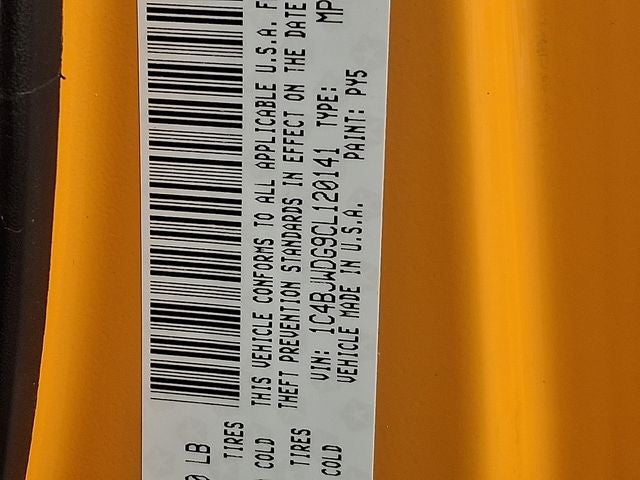 0 LB
TIRES
COLD
THIS VEHICLE CONFORMS TO ALL APPLICABLE U.S.A. F
TIRES
THEFT PREVENTION STANDARDS IN EFFECT ON THE DATE
COLD
VIN: 1C4BJWDG9CL120141 TYPE: MP
VEHICLE MADE IN U.S.A. PAINT: PY5